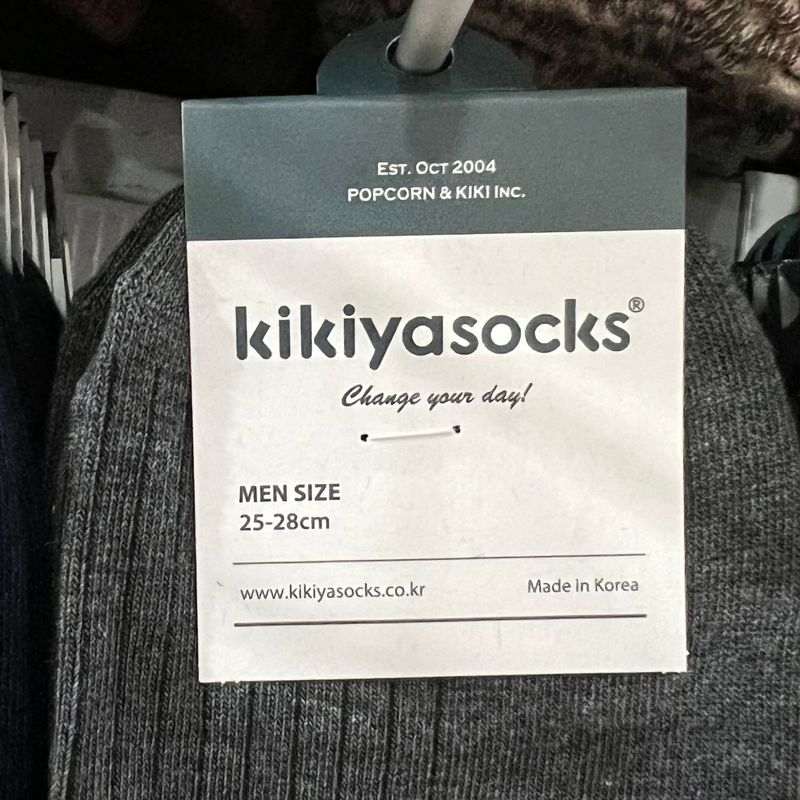 EST. OCT 2004
POPCORN & KIKI INC.
kikiyasocks®
Change your day!
MEN SIZE
25-28cm
www.kikiyasocks.co.kr Made in Korea